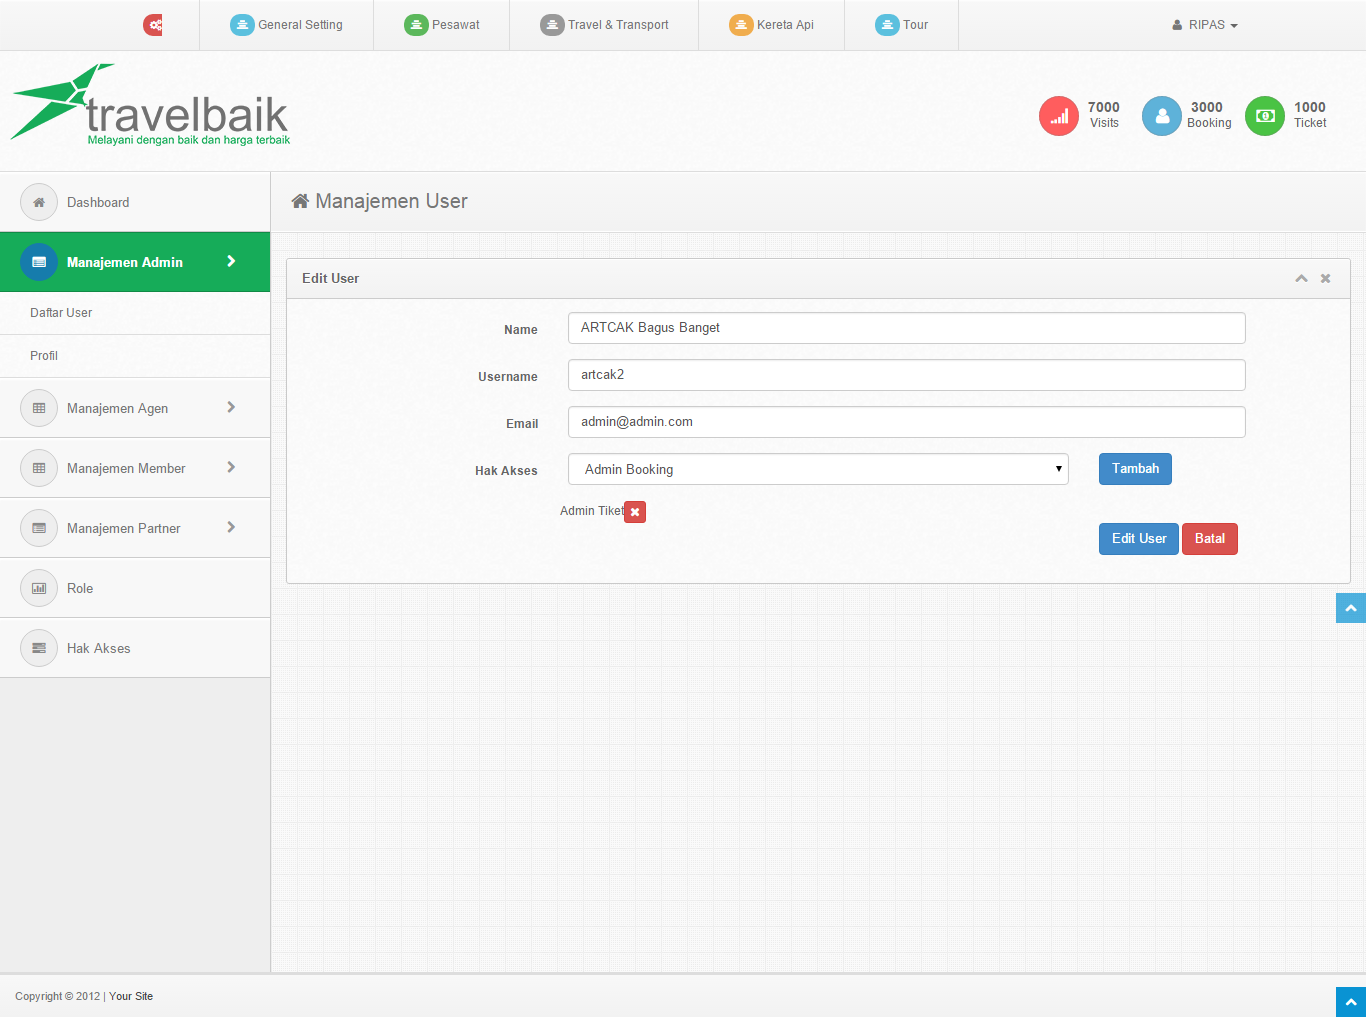 General Setting
Pesawat
Travel & Transport
Kereta Api
Tour
RIPAS
travelbaik
Melayani dengan baik dan harga terbaik
7000
Visits
3000
Booking
1000
Ticket
Dashboard
Manajemen Admin
Daftar User
Profil
Manajemen Agen
Manajemen Member
Manajemen Partner
Role
Hak Akses
Manajemen User
Edit User
Name
ARTCAK Bagus Banget
Username
artcak2
Email
admin@admin.com
Hak Akses
Admin Booking
Tambah
Admin Tiket
Edit User
Batal
Copyright © 2012 | Your Site